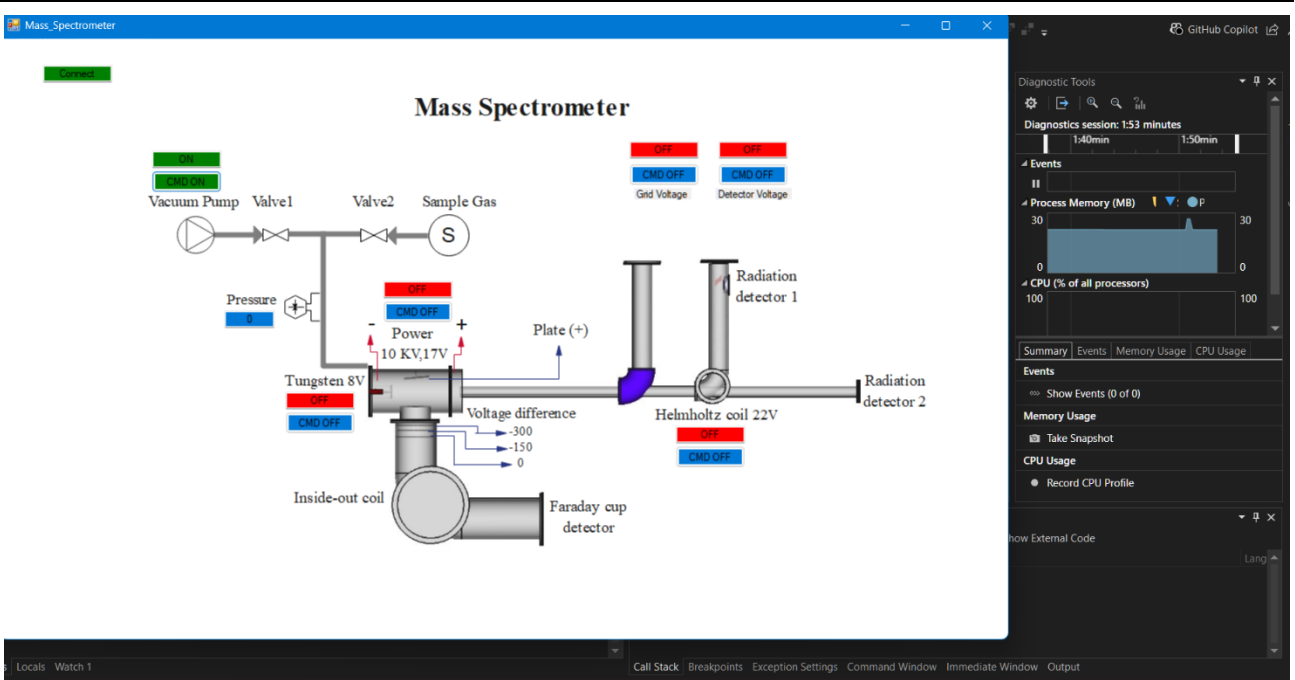 Mass_Spectrometer
GitHub Copilot
Connect
Mass Spectrometer
ON
CMD ON
Vacuum Pump
Valve1
Valve2
Sample Gas
S
OFF
CMD OFF
Grid Voltage
OFF
CMD OFF
Detector Voltage
Pressure
0
OFF
CMD OFF
- Power +
10 KV,17V
Plate (+)
Radiation
detector 1
Tungsten 8V
OFF
CMD OFF
Voltage difference
-300
-150
0
Helmholtz coil 22V
OFF
CMD OFF
Radiation
detector 2
Inside-out coil
Faraday cup
detector
Diagnostic Tools
Diagnostics session: 1:53 minutes
1:40min 1:50min
Events
Process Memory (MB) P
30 30
0 0
CPU (% of all processors)
100 100
Summary Events Memory Usage CPU Usage
Events
Show Events (0 of 0)
Memory Usage
Take Snapshot
CPU Usage
Record CPU Profile
how External Code
Lang
s Locals Watch 1
Call Stack Breakpoints Exception Settings Command Window Immediate Window Output